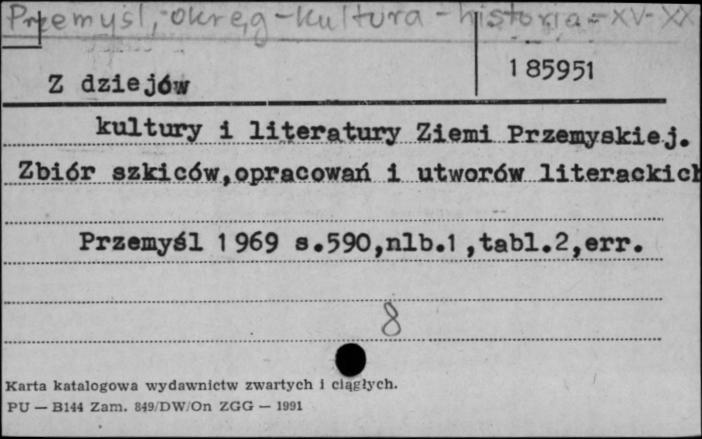 Przemyśl,-okręg-kultura-historia-XV-XX
185951
Z dziejów
kultury i literatury Ziemi Przemyskiej.
Zbiór szkiców,opracowań i utworów literackich
Przemyśl 1969 s.590,nlb.1,tabl.2,err.
8
Karta katalogowa wydawnictw zwartych i ciągłych.
PU — B144 Zam. 849/DW/On ZGG — 1991